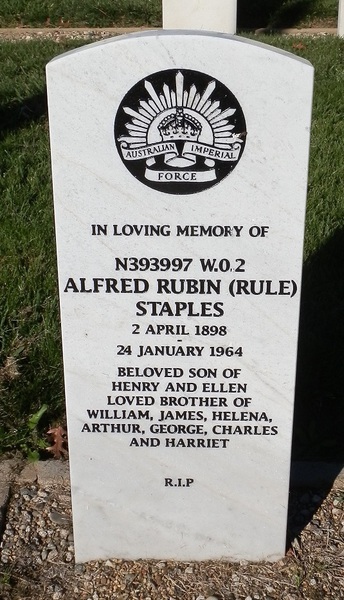 AUSTRALIAN IMPERIAL
FORCE
IN LOVING MEMORY OF
N393997 W.O.2
ALFRED RUBIN (RULE)
STAPLES
2 APRIL 1898
-
24 JANUARY 1964
BELOVED SON OF
HENRY AND ELLEN
LOVED BROTHER OF
WILLIAM, JAMES, HELENA,
ARTHUR, GEORGE, CHARLES
AND HARRIET
R.I.P